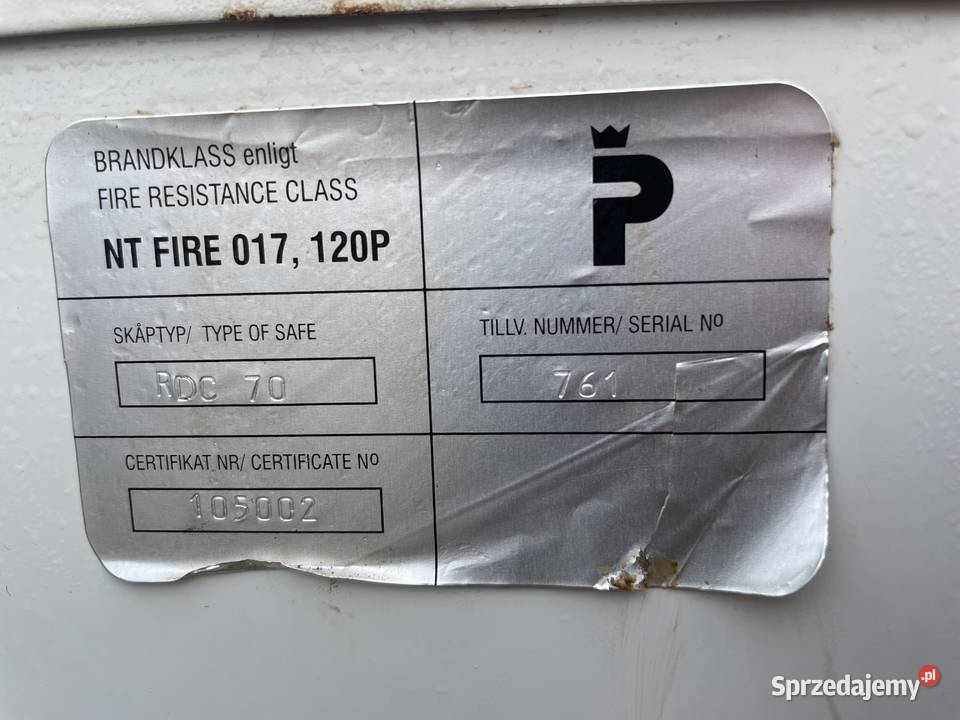 BRANDKLASS enligt
FIRE RESISTANCE CLASS
NT FIRE 017, 120P
P
SKÅPTYP/ TYPE OF SAFE
RDC 70
TILLV. NUMMER/ SERIAL Nº
761
CERTIFIKAT NR/ CERTIFICATE Nº
105002
Sprzedajemy.pl